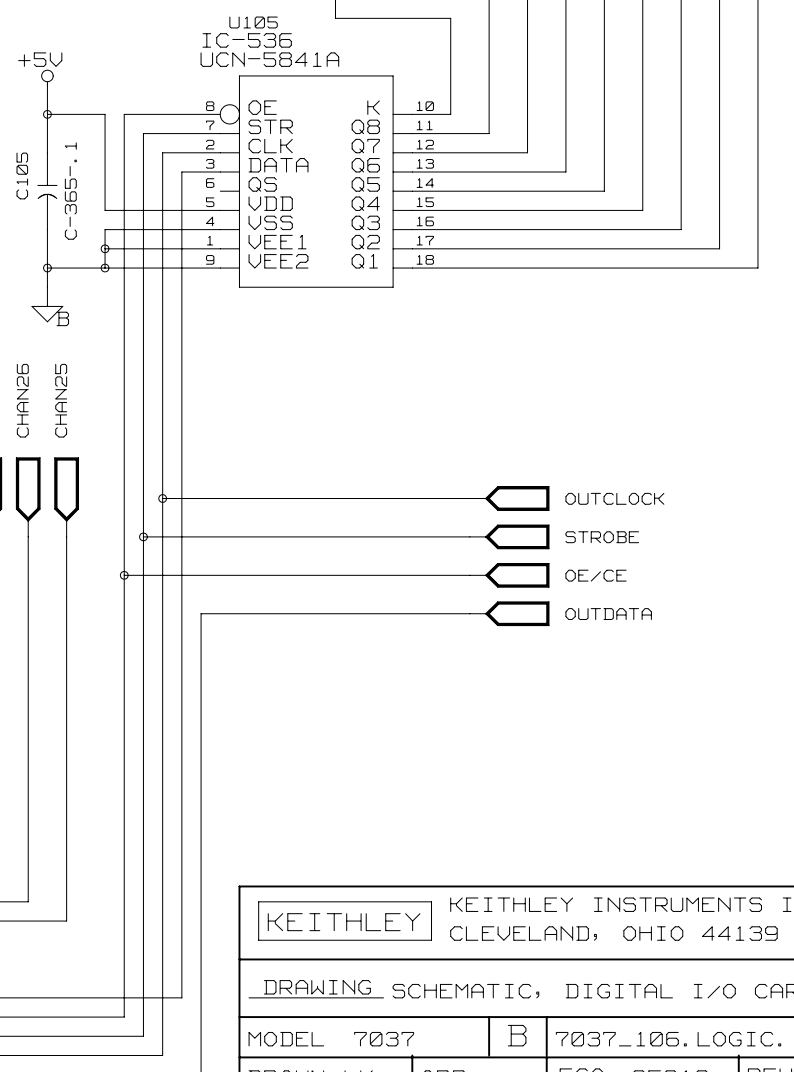 U105
IC-536
UCN-5841A
+5V
C105
C-365-.1
8 OE K 10
7 STR Q8 11
2 CLK Q7 12
3 DATA Q6 13
6 QS Q5 14
5 VDD Q4 15
4 VSS Q3 16
1 VEE1 Q2 17
9 VEE2 Q1 18
B
CHAN26
CHAN25
OUTCLOCK
STROBE
OE/CE
OUTDATA
KEITHLEY
KEITHLEY INSTRUMENTS I
CLEVELAND, OHIO 44139
DRAWING SCHEMATIC, DIGITAL I/O CAR
MODEL 7037 B 7037_106.LOGIC.